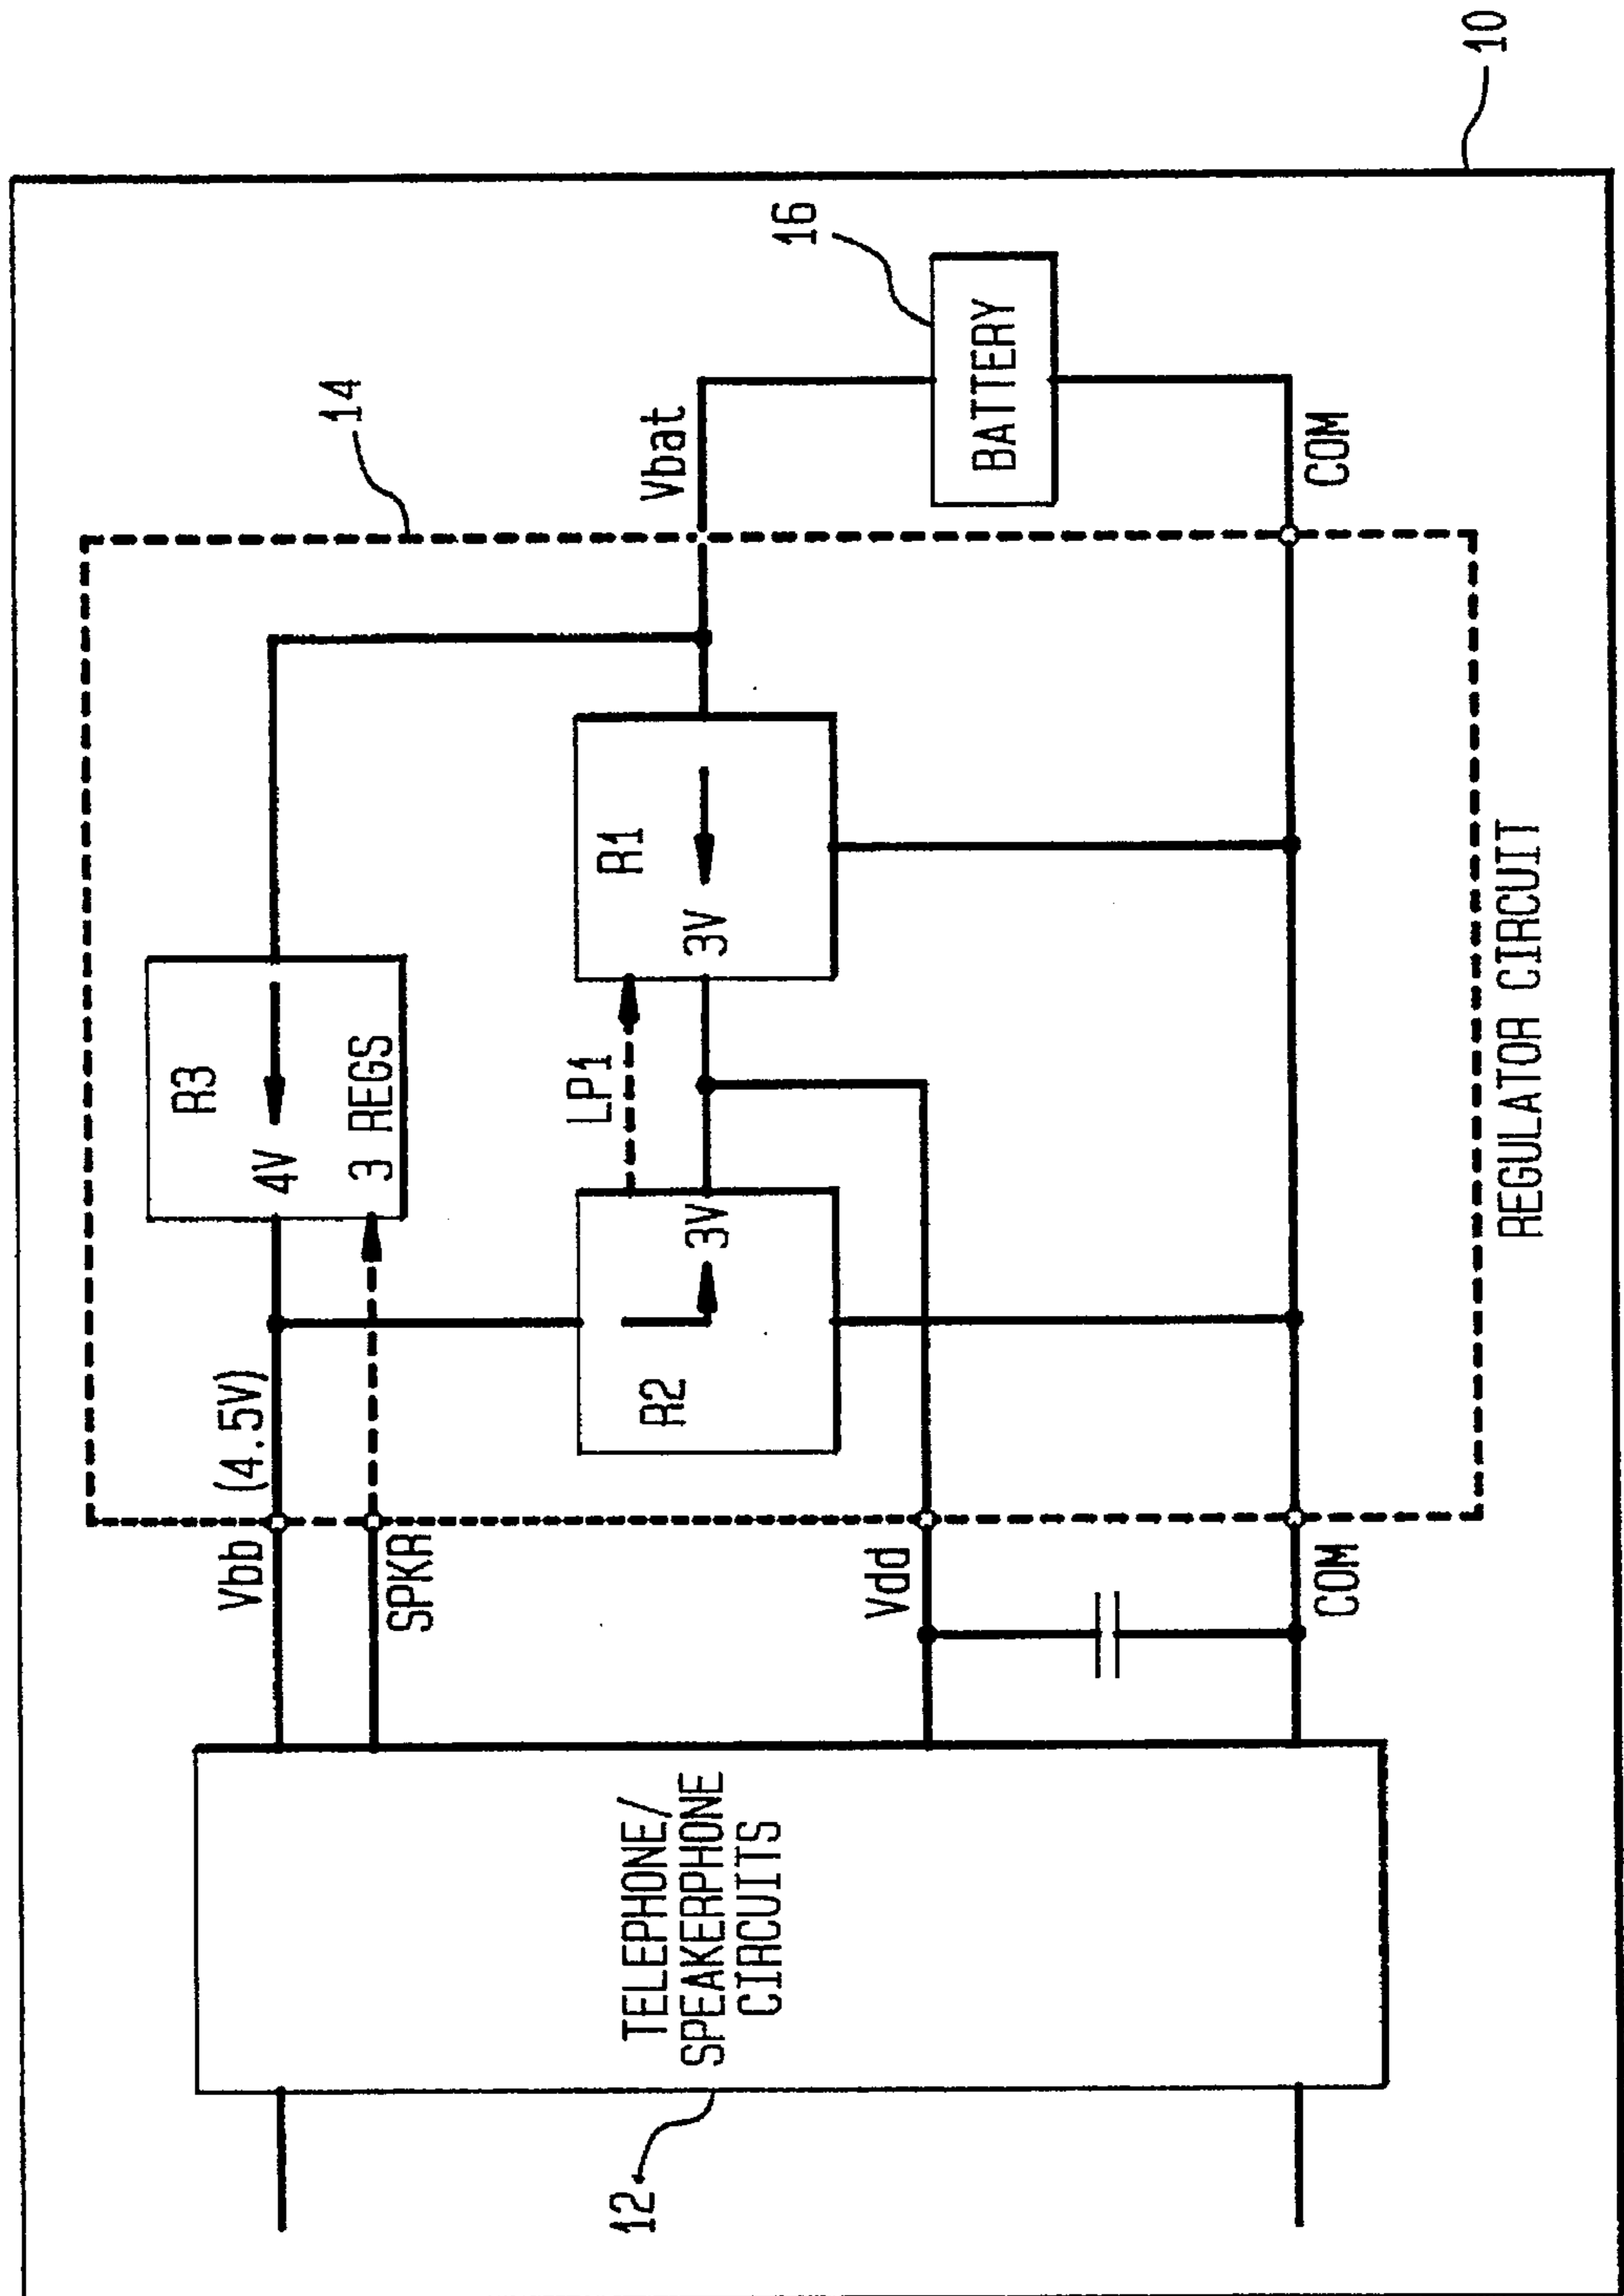 10
14
16
R3
4V
3 REGS
Vbb (4.5V)
SPKR
LP1
R1
3V
R2
3V
Vbat
BATTERY
Vdd
COM
COM
TELEPHONE/
SPEAKERPHONE
CIRCUITS
12
REGULATOR CIRCUIT